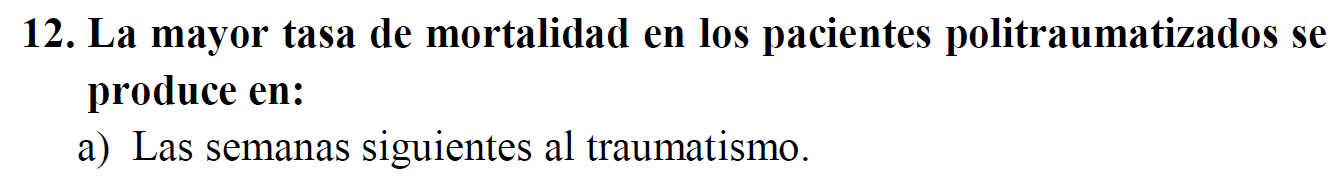 12. La mayor tasa de mortalidad en los pacientes politraumatizados se
produce en:
a) Las semanas siguientes al traumatismo.